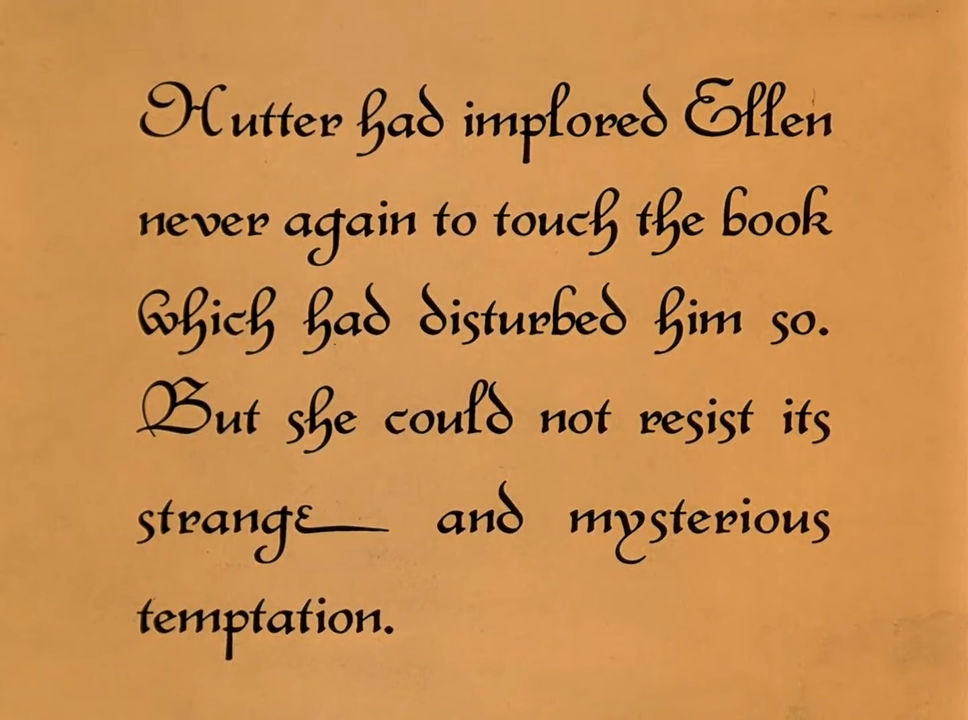 Hutter had implored Ellen
never again to touch the book
which had disturbed him so.
But she could not resist its
strange and mysterious
temptation.